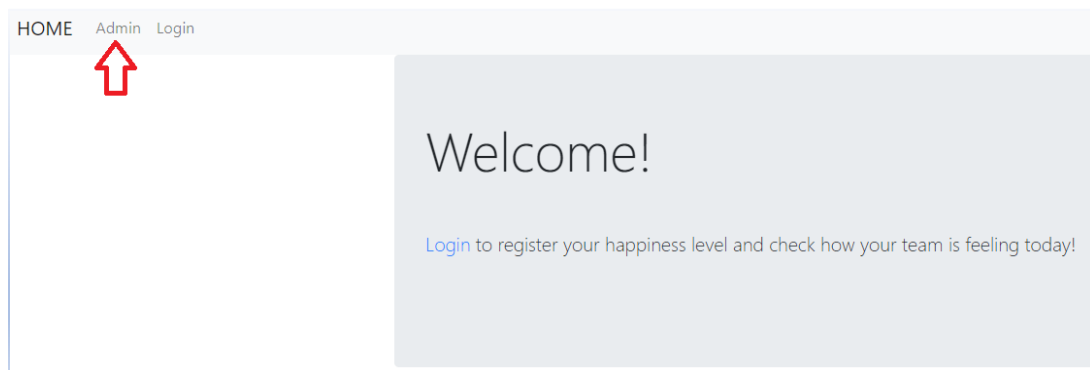 HOME Admin Login
Welcome!
Login to register your happiness level and check how your team is feeling today!